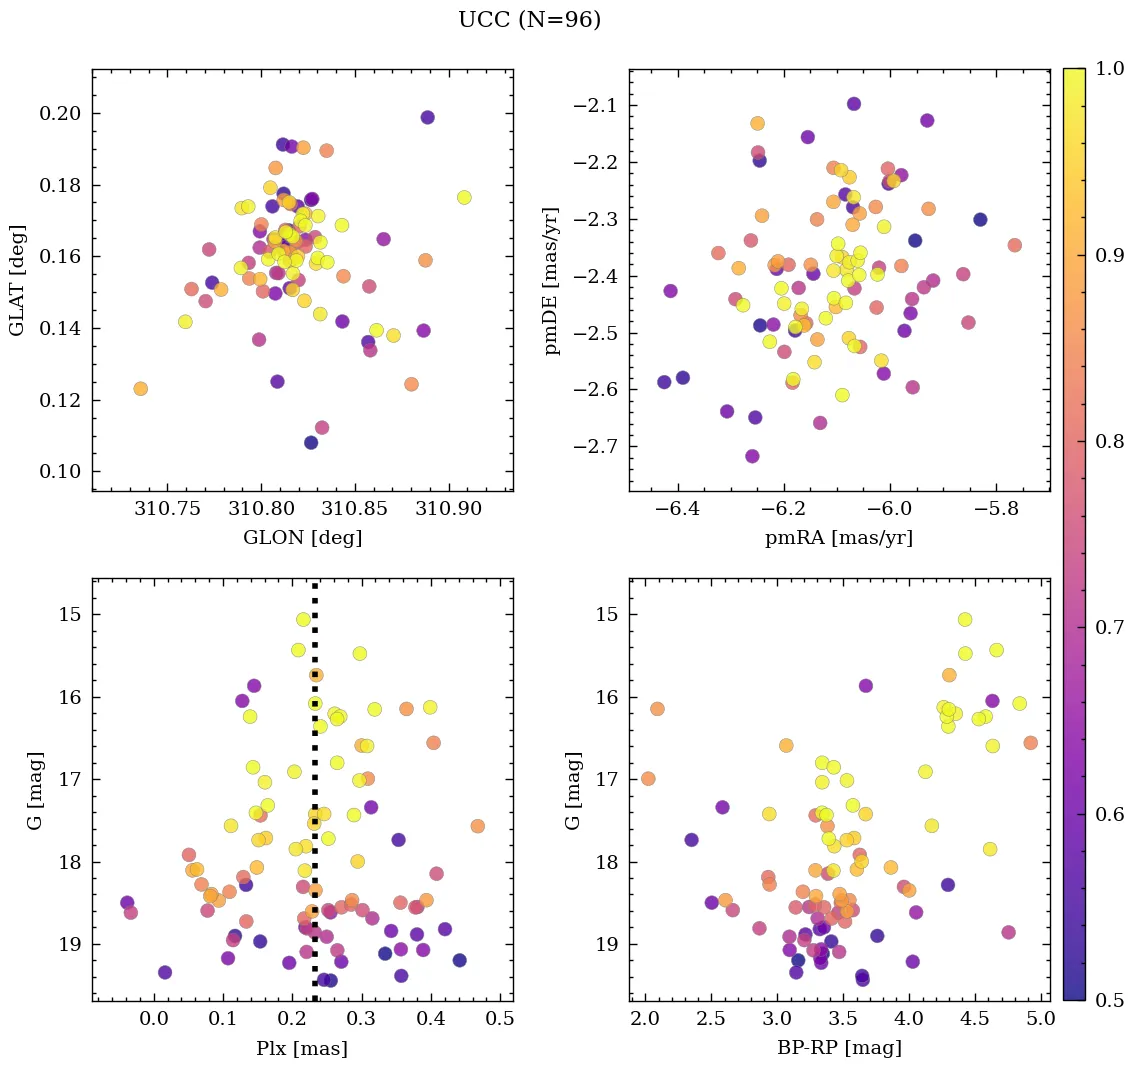 UCC (N=96)
0.20
0.18
0.16
0.14
0.12
0.10
GLAT [deg]
310.75 310.80 310.85 310.90
GLON [deg]
−2.1
−2.2
−2.3
−2.4
−2.5
−2.6
−2.7
pmDE [mas/yr]
−6.4 −6.2 −6.0 −5.8
pmRA [mas/yr]
15
16
17
18
19
G [mag]
0.0 0.1 0.2 0.3 0.4 0.5
Plx [mas]
15
16
17
18
19
G [mag]
2.0 2.5 3.0 3.5 4.0 4.5 5.0
BP-RP [mag]
1.0
0.9
0.8
0.7
0.6
0.5